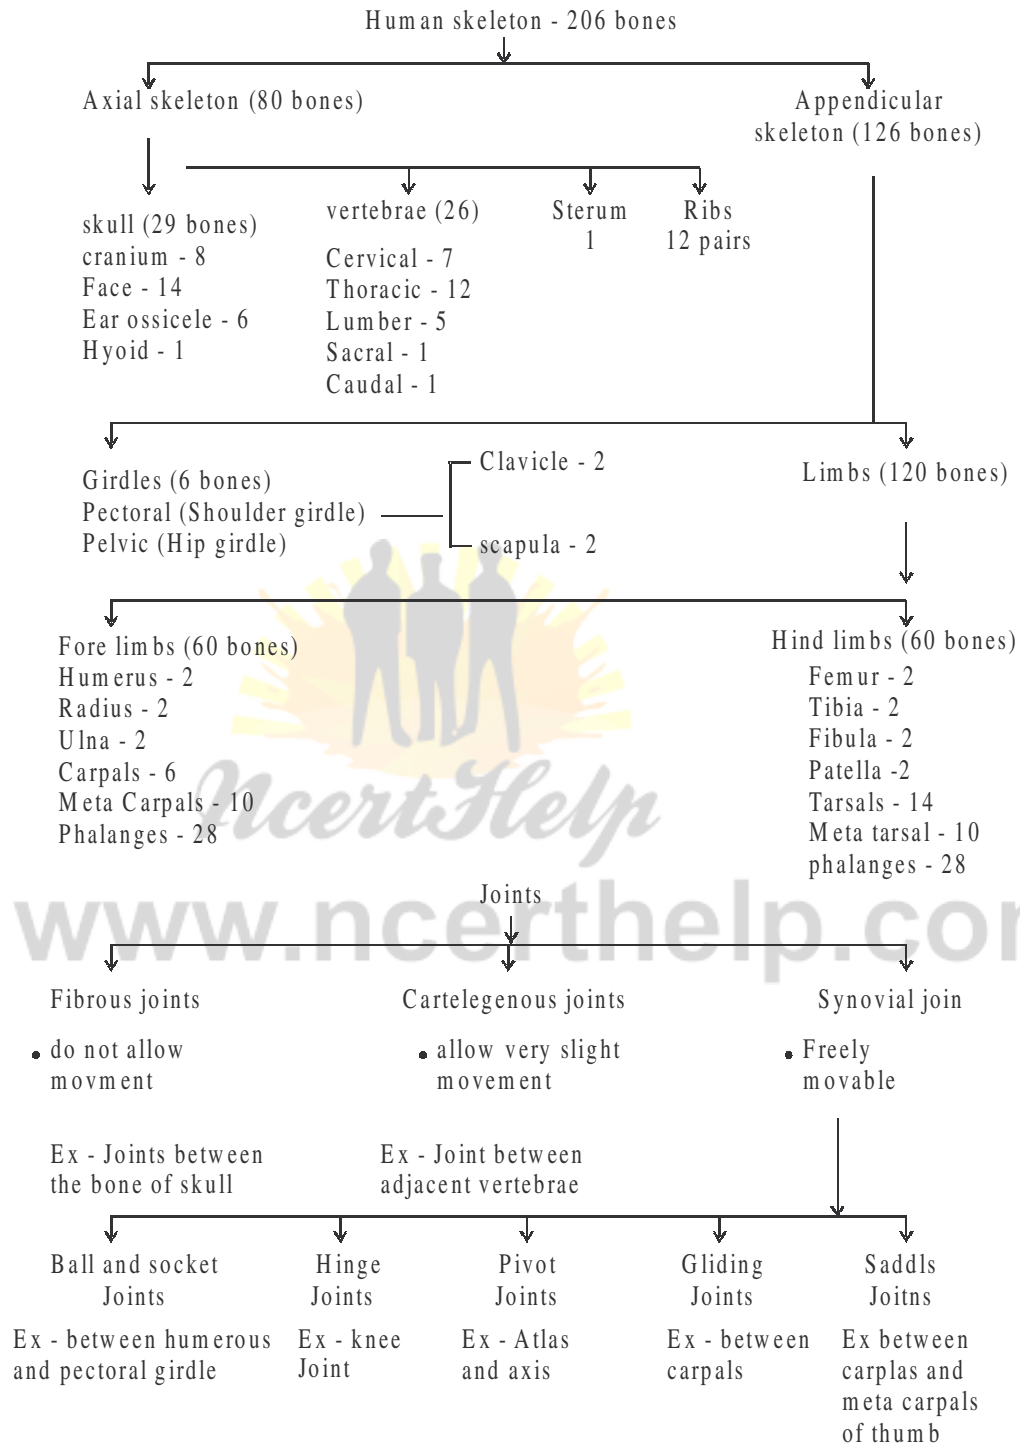 Human skeleton - 206 bones
Axial skeleton (80 bones)
Appendicular
skeleton (126 bones)
skull (29 bones)
cranium - 8
Face - 14
Ear ossicele - 6
Hyoid - 1
vertebrae (26)
Cervical - 7
Thoracic - 12
Lumber - 5
Sacral - 1
Caudal - 1
Sterum
1
Ribs
12 pairs
Girdles (6 bones)
Pectoral (Shoulder girdle)
Pelvic (Hip girdle)
Clavicle - 2
scapula - 2
Limbs (120 bones)
Fore limbs (60 bones)
Humerus - 2
Radius - 2
Ulna - 2
Carpals - 6
Meta Carpals - 10
Phalanges - 28
Hind limbs (60 bones)
Femur - 2
Tibia - 2
Fibula - 2
Patella -2
Tarsals - 14
Meta tarsal - 10
phalanges - 28
NcertHelp
www.ncerthelp.com
Joints
Fibrous joints
• do not allow
movment
Ex - Joints between
the bone of skull
Cartelegenous joints
• allow very slight
movement
Ex - Joint between
adjacent vertebrae
Synovial join
• Freely
movable
Ball and socket
Joints
Ex - between humerous
and pectoral girdle
Hinge
Joints
Ex - knee
Joint
Pivot
Joints
Ex - Atlas
and axis
Gliding
Joints
Ex - between
carpals
Saddls
Joitns
Ex between
carplas and
meta carpals
of thumb